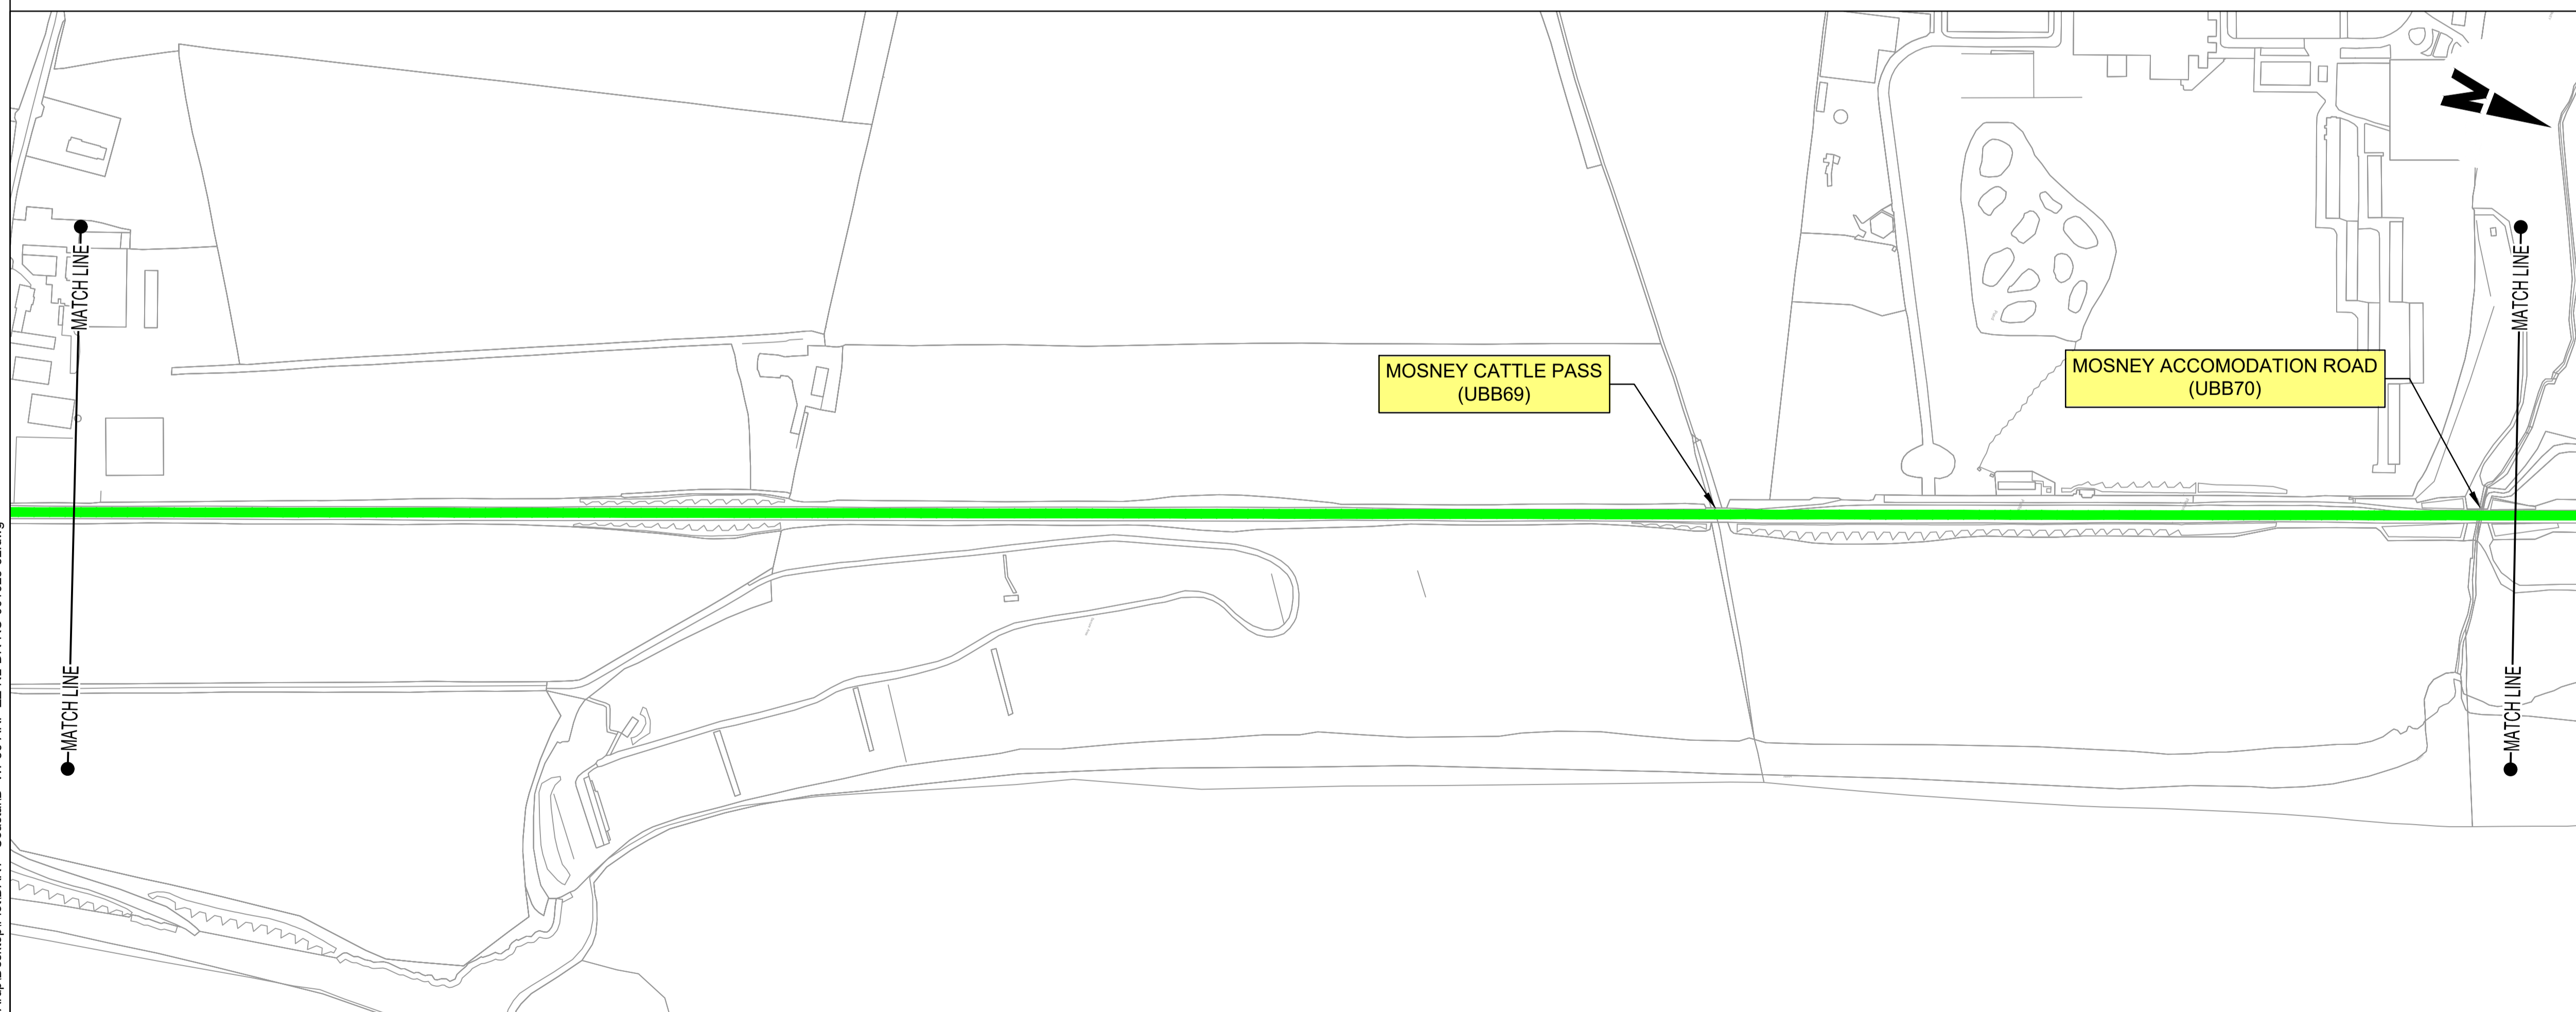 N
MATCH LINE
MATCH LINE
MOSNEY CATTLE PASS
(UBB69)
MOSNEY ACCOMODATION ROAD
(UBB70)
MATCH LINE
MATCH LINE